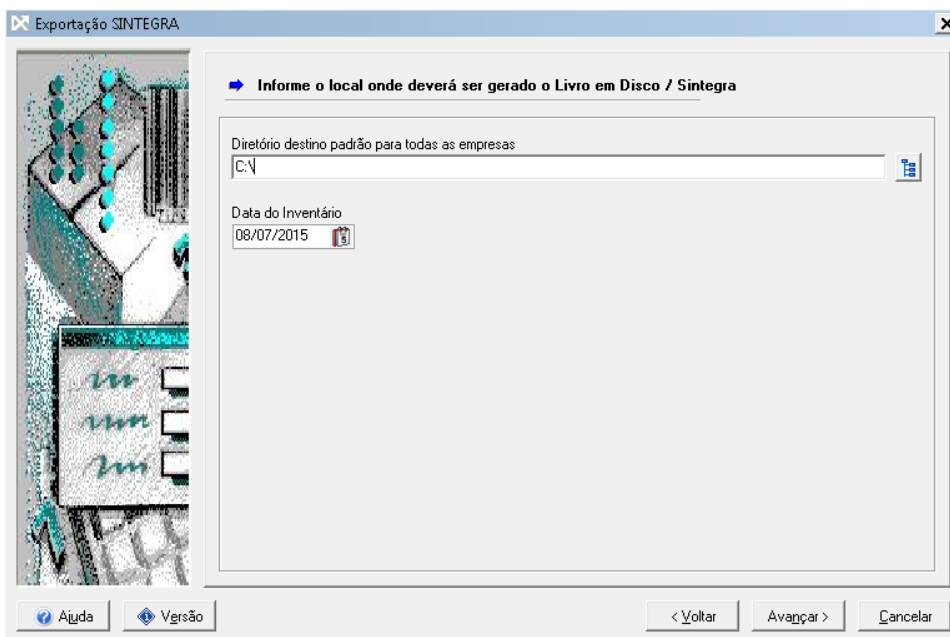 Exportação SINTEGRA
Informe o local onde deverá ser gerado o Livro em Disco / Sintegra
Diretório destino padrão para todas as empresas
C:\
Data do Inventário
08/07/2015
Ajuda
Versão
< Voltar
Avançar >
Cancelar